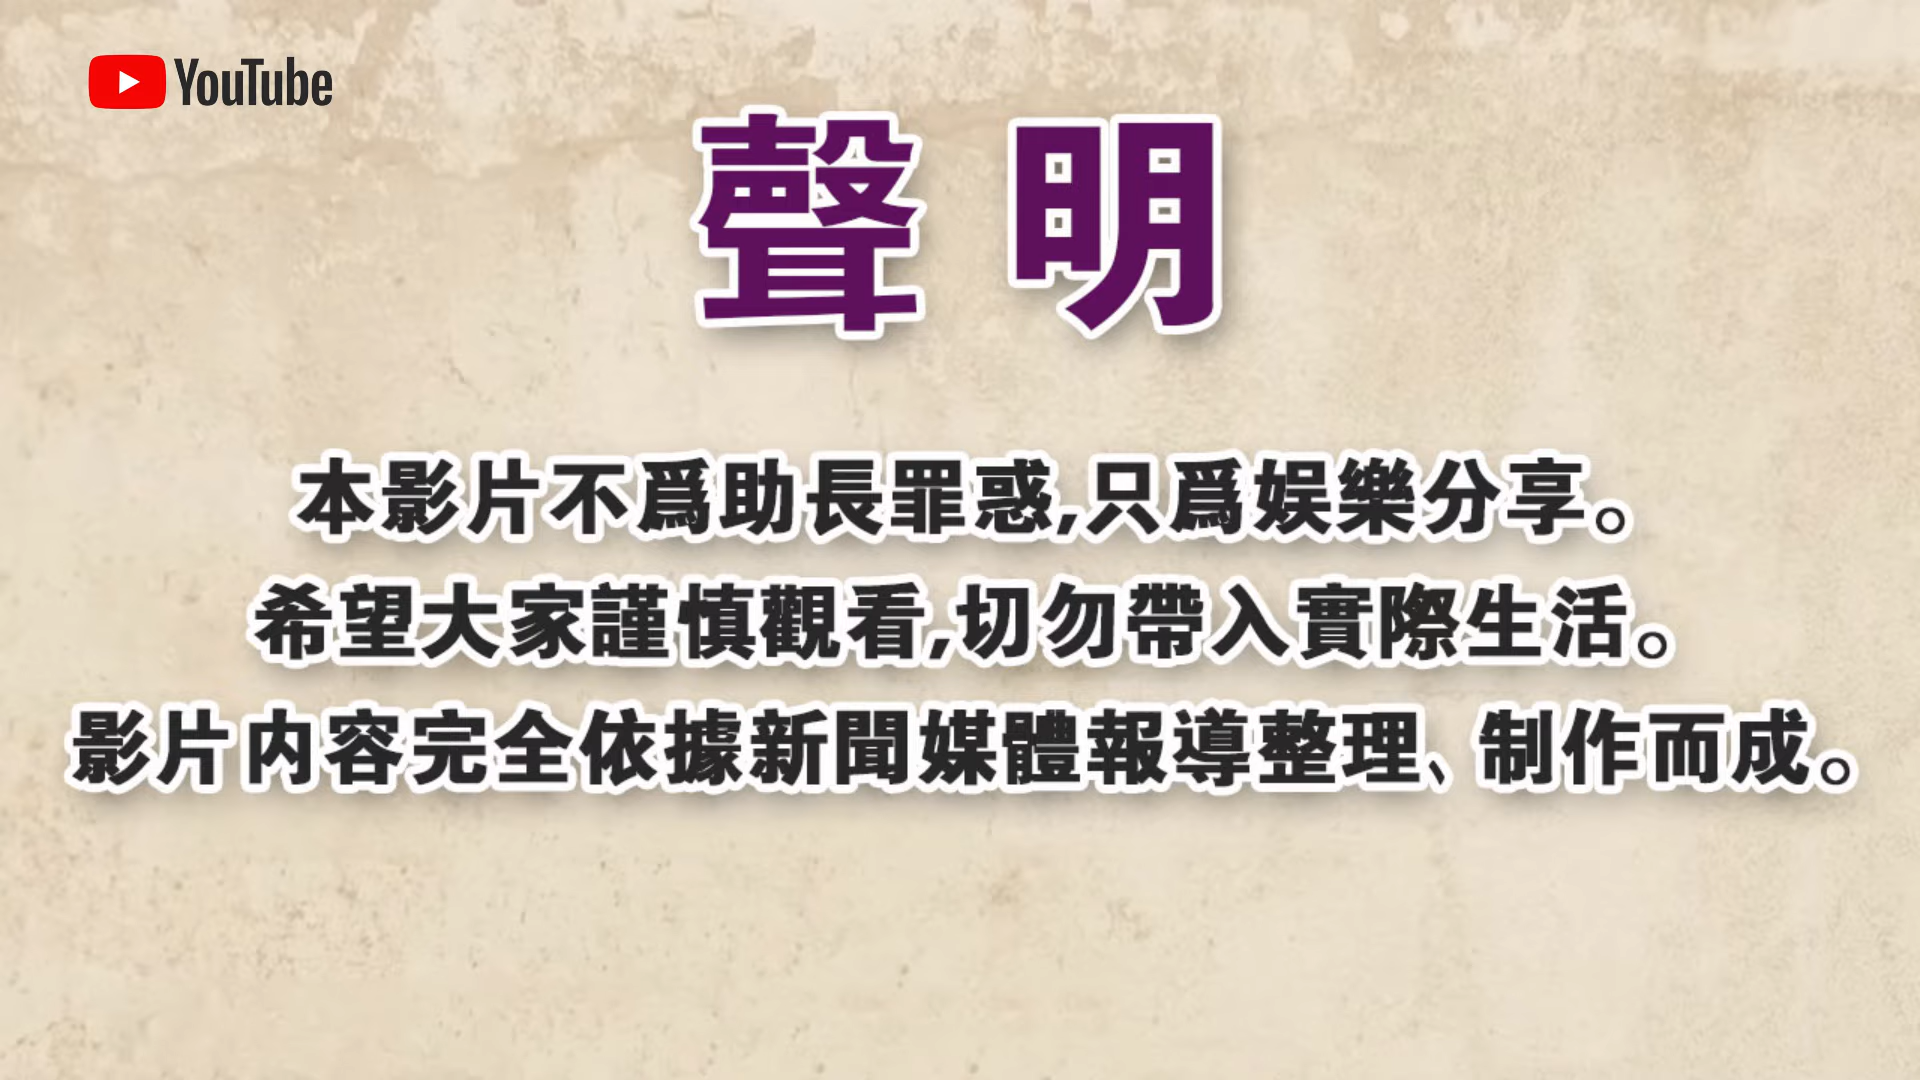 YouTube
聲明
本影片不爲助長罪惑,只爲娱樂分享。
希望大家謹慎觀看,切勿帶入實際生活。
影片内容完全依據新聞媒體報導整理、制作而成。